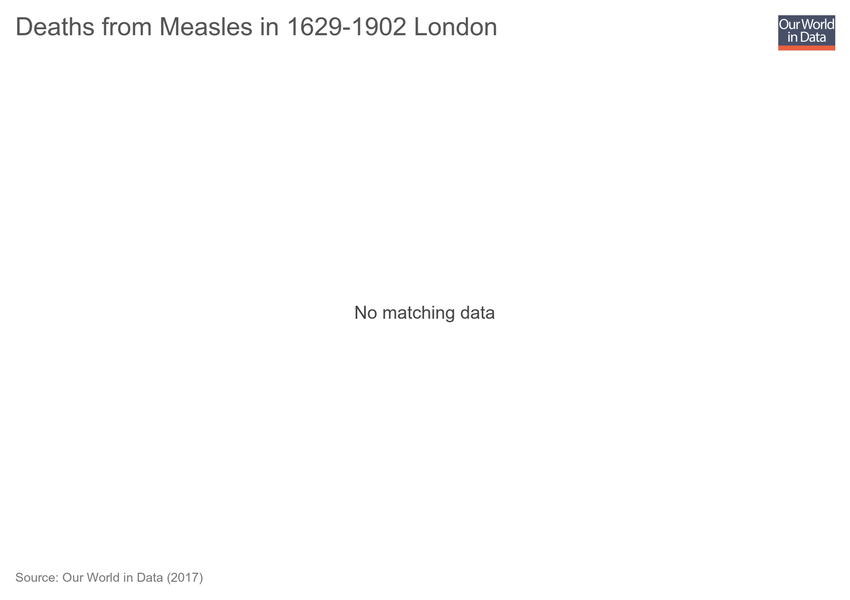 Deaths from Measles in 1629-1902 London
Our World
in Data
No matching data
Source: Our World in Data (2017)